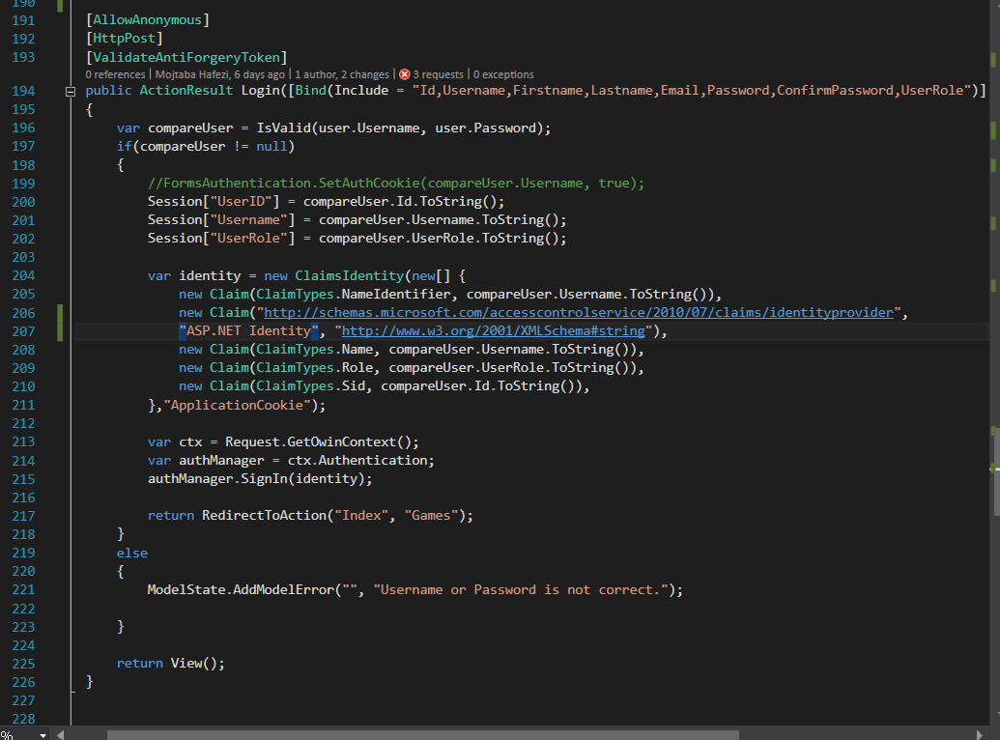 190
191 [AllowAnonymous]
192 [HttpPost]
193 [ValidateAntiForgeryToken]
0 references | Mojtaba Hafezi, 6 days ago | 1 author, 2 changes | 3 requests | 0 exceptions
194 public ActionResult Login([Bind(Include = "Id,Username,Firstname,Lastname,Email,Password,ConfirmPassword,UserRole")]
195 {
196 var compareUser = IsValid(user.Username, user.Password);
197 if(compareUser != null)
198 {
199 //FormsAuthentication.SetAuthCookie(compareUser.Username, true);
200 Session["UserID"] = compareUser.Id.ToString();
201 Session["Username"] = compareUser.Username.ToString();
202 Session["UserRole"] = compareUser.UserRole.ToString();
203
204 var identity = new ClaimsIdentity(new[] {
205 new Claim(ClaimTypes.NameIdentifier, compareUser.Username.ToString()),
206 new Claim("http://schemas.microsoft.com/accesscontrolservice/2010/07/claims/identityprovider",
207 "ASP.NET Identity", "http://www.w3.org/2001/XMLSchema#string"),
208 new Claim(ClaimTypes.Name, compareUser.Username.ToString()),
209 new Claim(ClaimTypes.Role, compareUser.UserRole.ToString()),
210 new Claim(ClaimTypes.Sid, compareUser.Id.ToString()),
211 },"ApplicationCookie");
212
213 var ctx = Request.GetOwinContext();
214 var authManager = ctx.Authentication;
215 authManager.SignIn(identity);
216
217 return RedirectToAction("Index", "Games");
218 }
219 else
220 {
221 ModelState.AddModelError("", "Username or Password is not correct.");
222
223 }
224
225 return View();
226 }
227
228
%